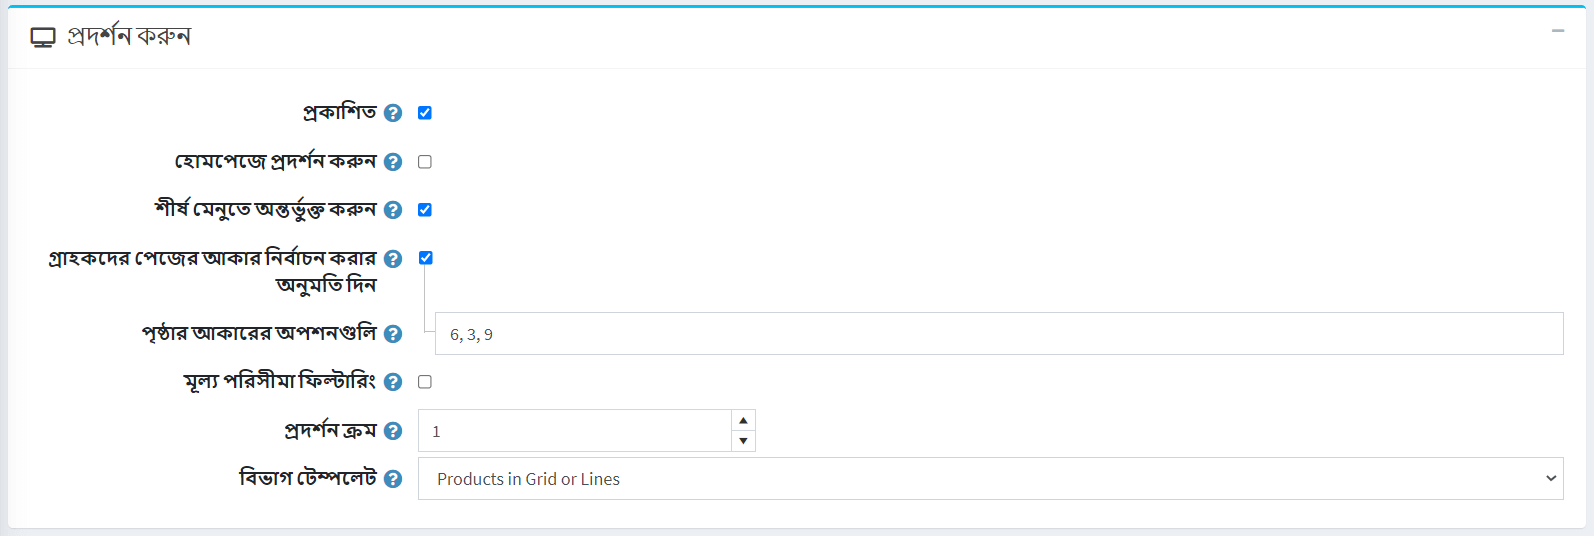 প্রদর্শন করুন
প্রকাশিত
হোমপেজে প্রদর্শন করুন
শীর্ষ মেনুতে অন্তর্ভুক্ত করুন
গ্রাহকদের পেজের আকার নির্বাচন করার
অনুমতি দিন
পৃষ্ঠার আকারের অপশনগুলি
6, 3, 9
মূল্য পরিসীমা ফিল্টারিং
প্রদর্শন ক্রম
1
বিভাগ টেম্পলেট
Products in Grid or Lines